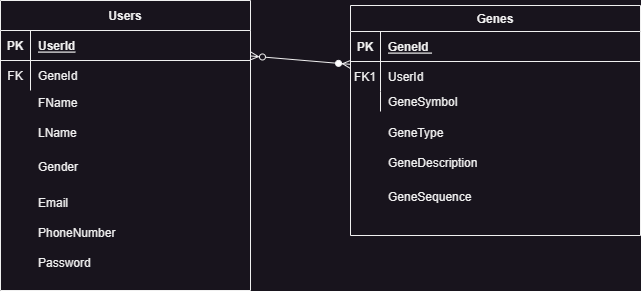 Users
PK UserId
FK GeneId
FName
LName
Gender
Email
PhoneNumber
Password
Genes
PK GeneId
FK1 UserId
GeneSymbol
GeneType
GeneDescription
GeneSequence